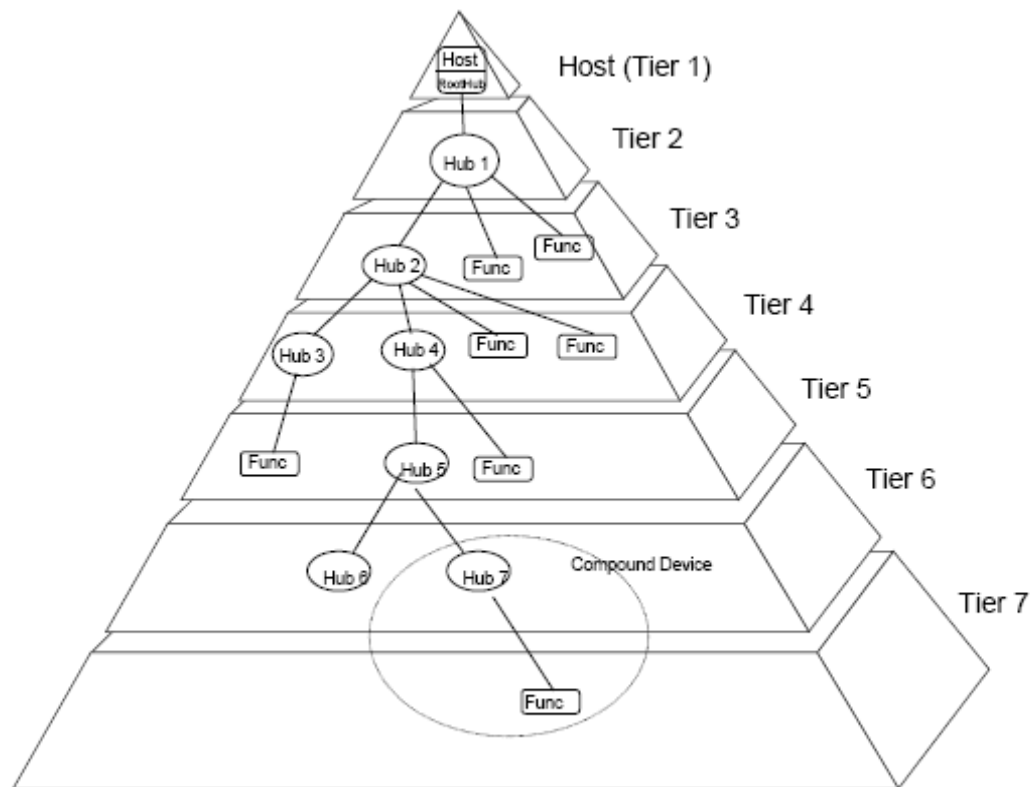 Host
RootHub
Host (Tier 1)
Tier 2
Hub 1
Tier 3
Func
Hub 2
Func
Tier 4
Hub 3
Hub 4
Func
Func
Tier 5
Func
Hub 5
Func
Tier 6
Hub 6
Hub 7
Compound Device
Tier 7
Func